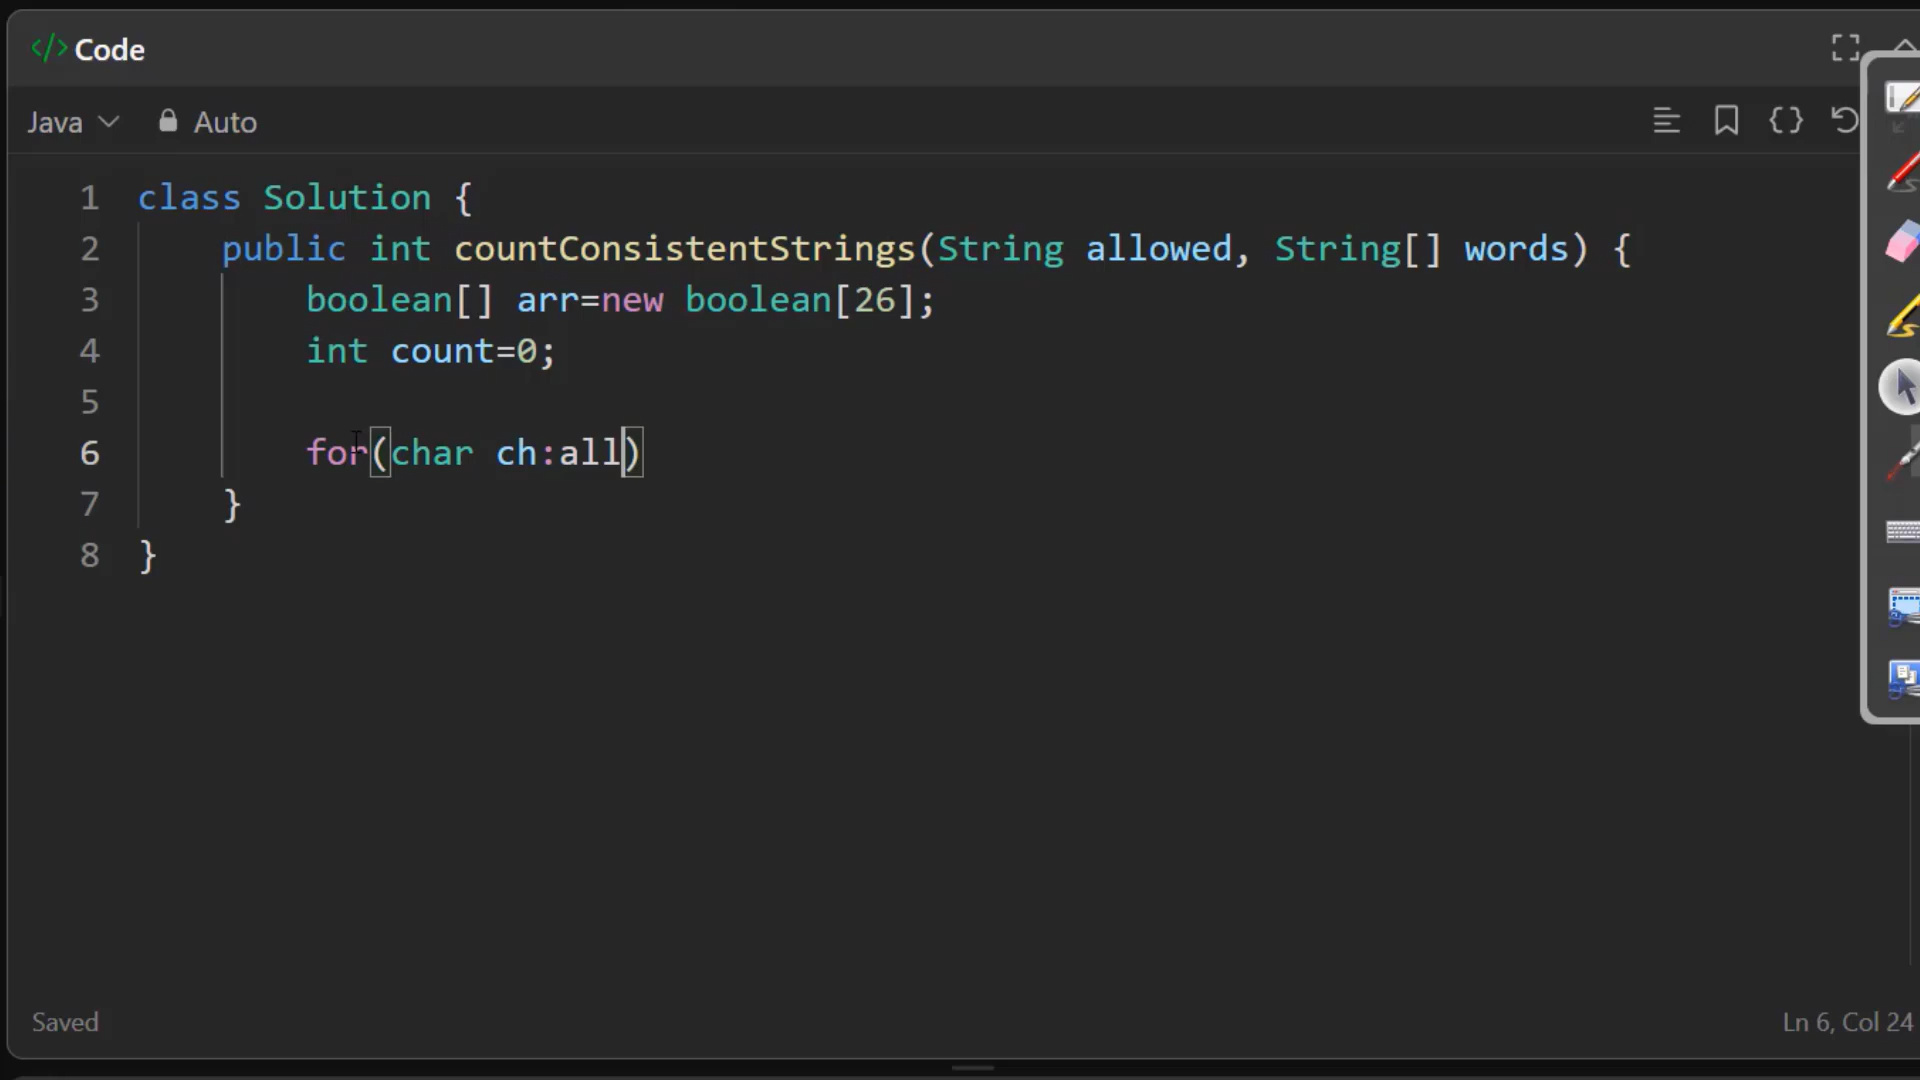 </> Code
Java Auto
1 class Solution {
2 public int countConsistentStrings(String allowed, String[] words) {
3 boolean[] arr=new boolean[26];
4 int count=0;
5
6 for(char ch:all)
7 }
8 }
Saved Ln 6, Col 24